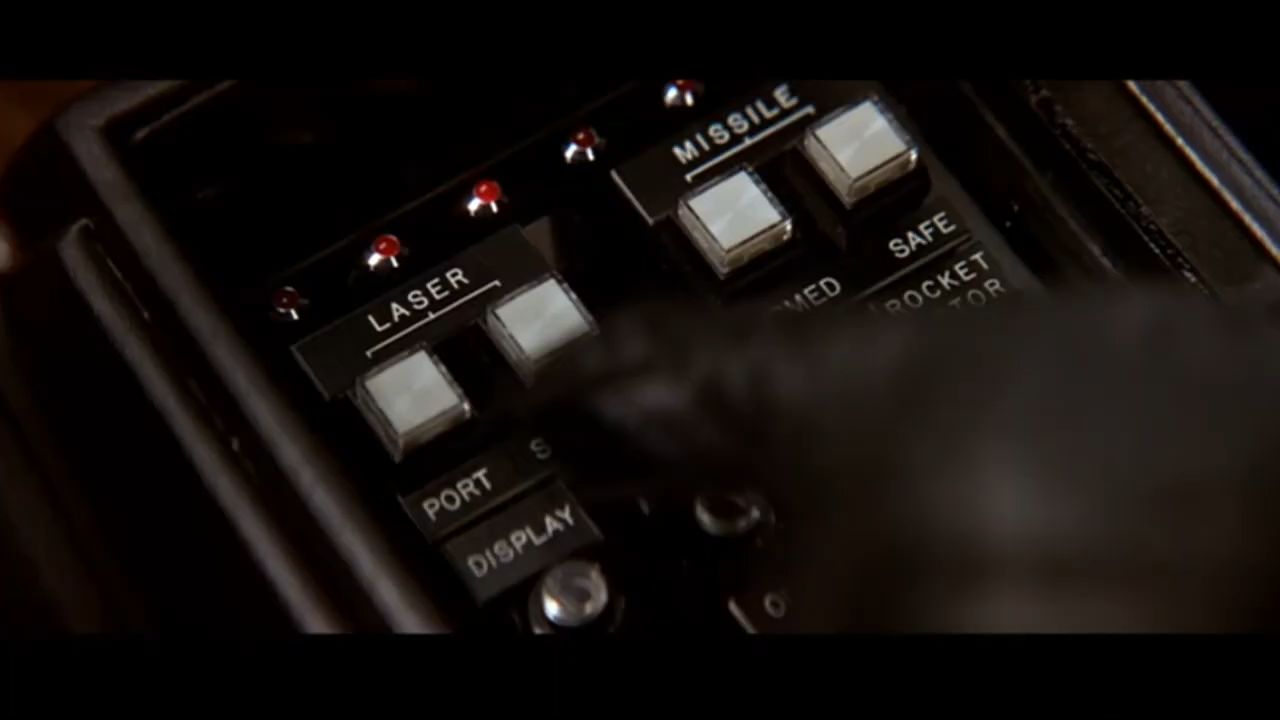 MISSILE
LASER
SAFE
ROCKET
PORT
DISPLAY